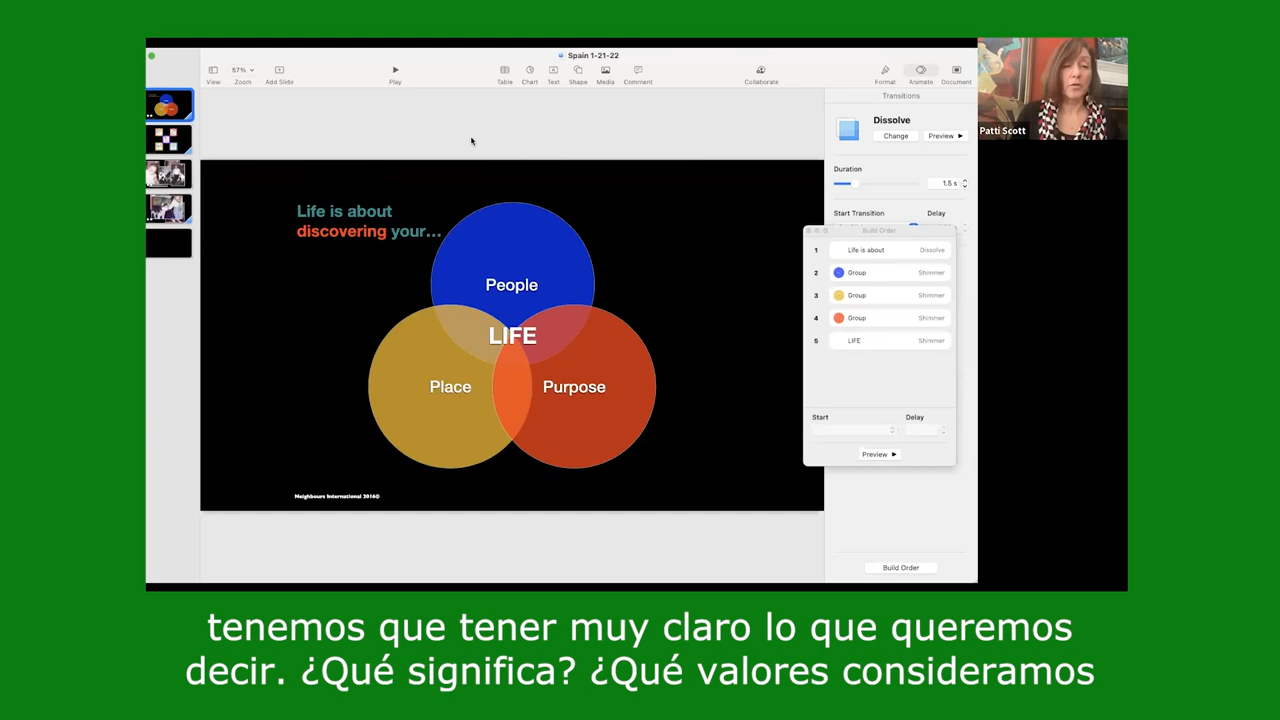 Spain 1-21-22
57%
View
Zoom
Add Slide
Play
Table
Chart
Text
Shape
Media
Comment
Collaborate
Format
Animate
Document
Transitions
Dissolve
Change
Preview
Duration
1.5 s
Start Transition
Delay
Patti Scott
Life is about
discovering your...
People
LIFE
Place
Purpose
Neighbours International 2016©
Build Order
1 Life is about Dissolve
2 Group Shimmer
3 Group Shimmer
4 Group Shimmer
5 LIFE Shimmer
Start
Delay
Preview
Build Order
tenemos que tener muy claro lo que queremos
decir. ¿Qué significa? ¿Qué valores consideramos